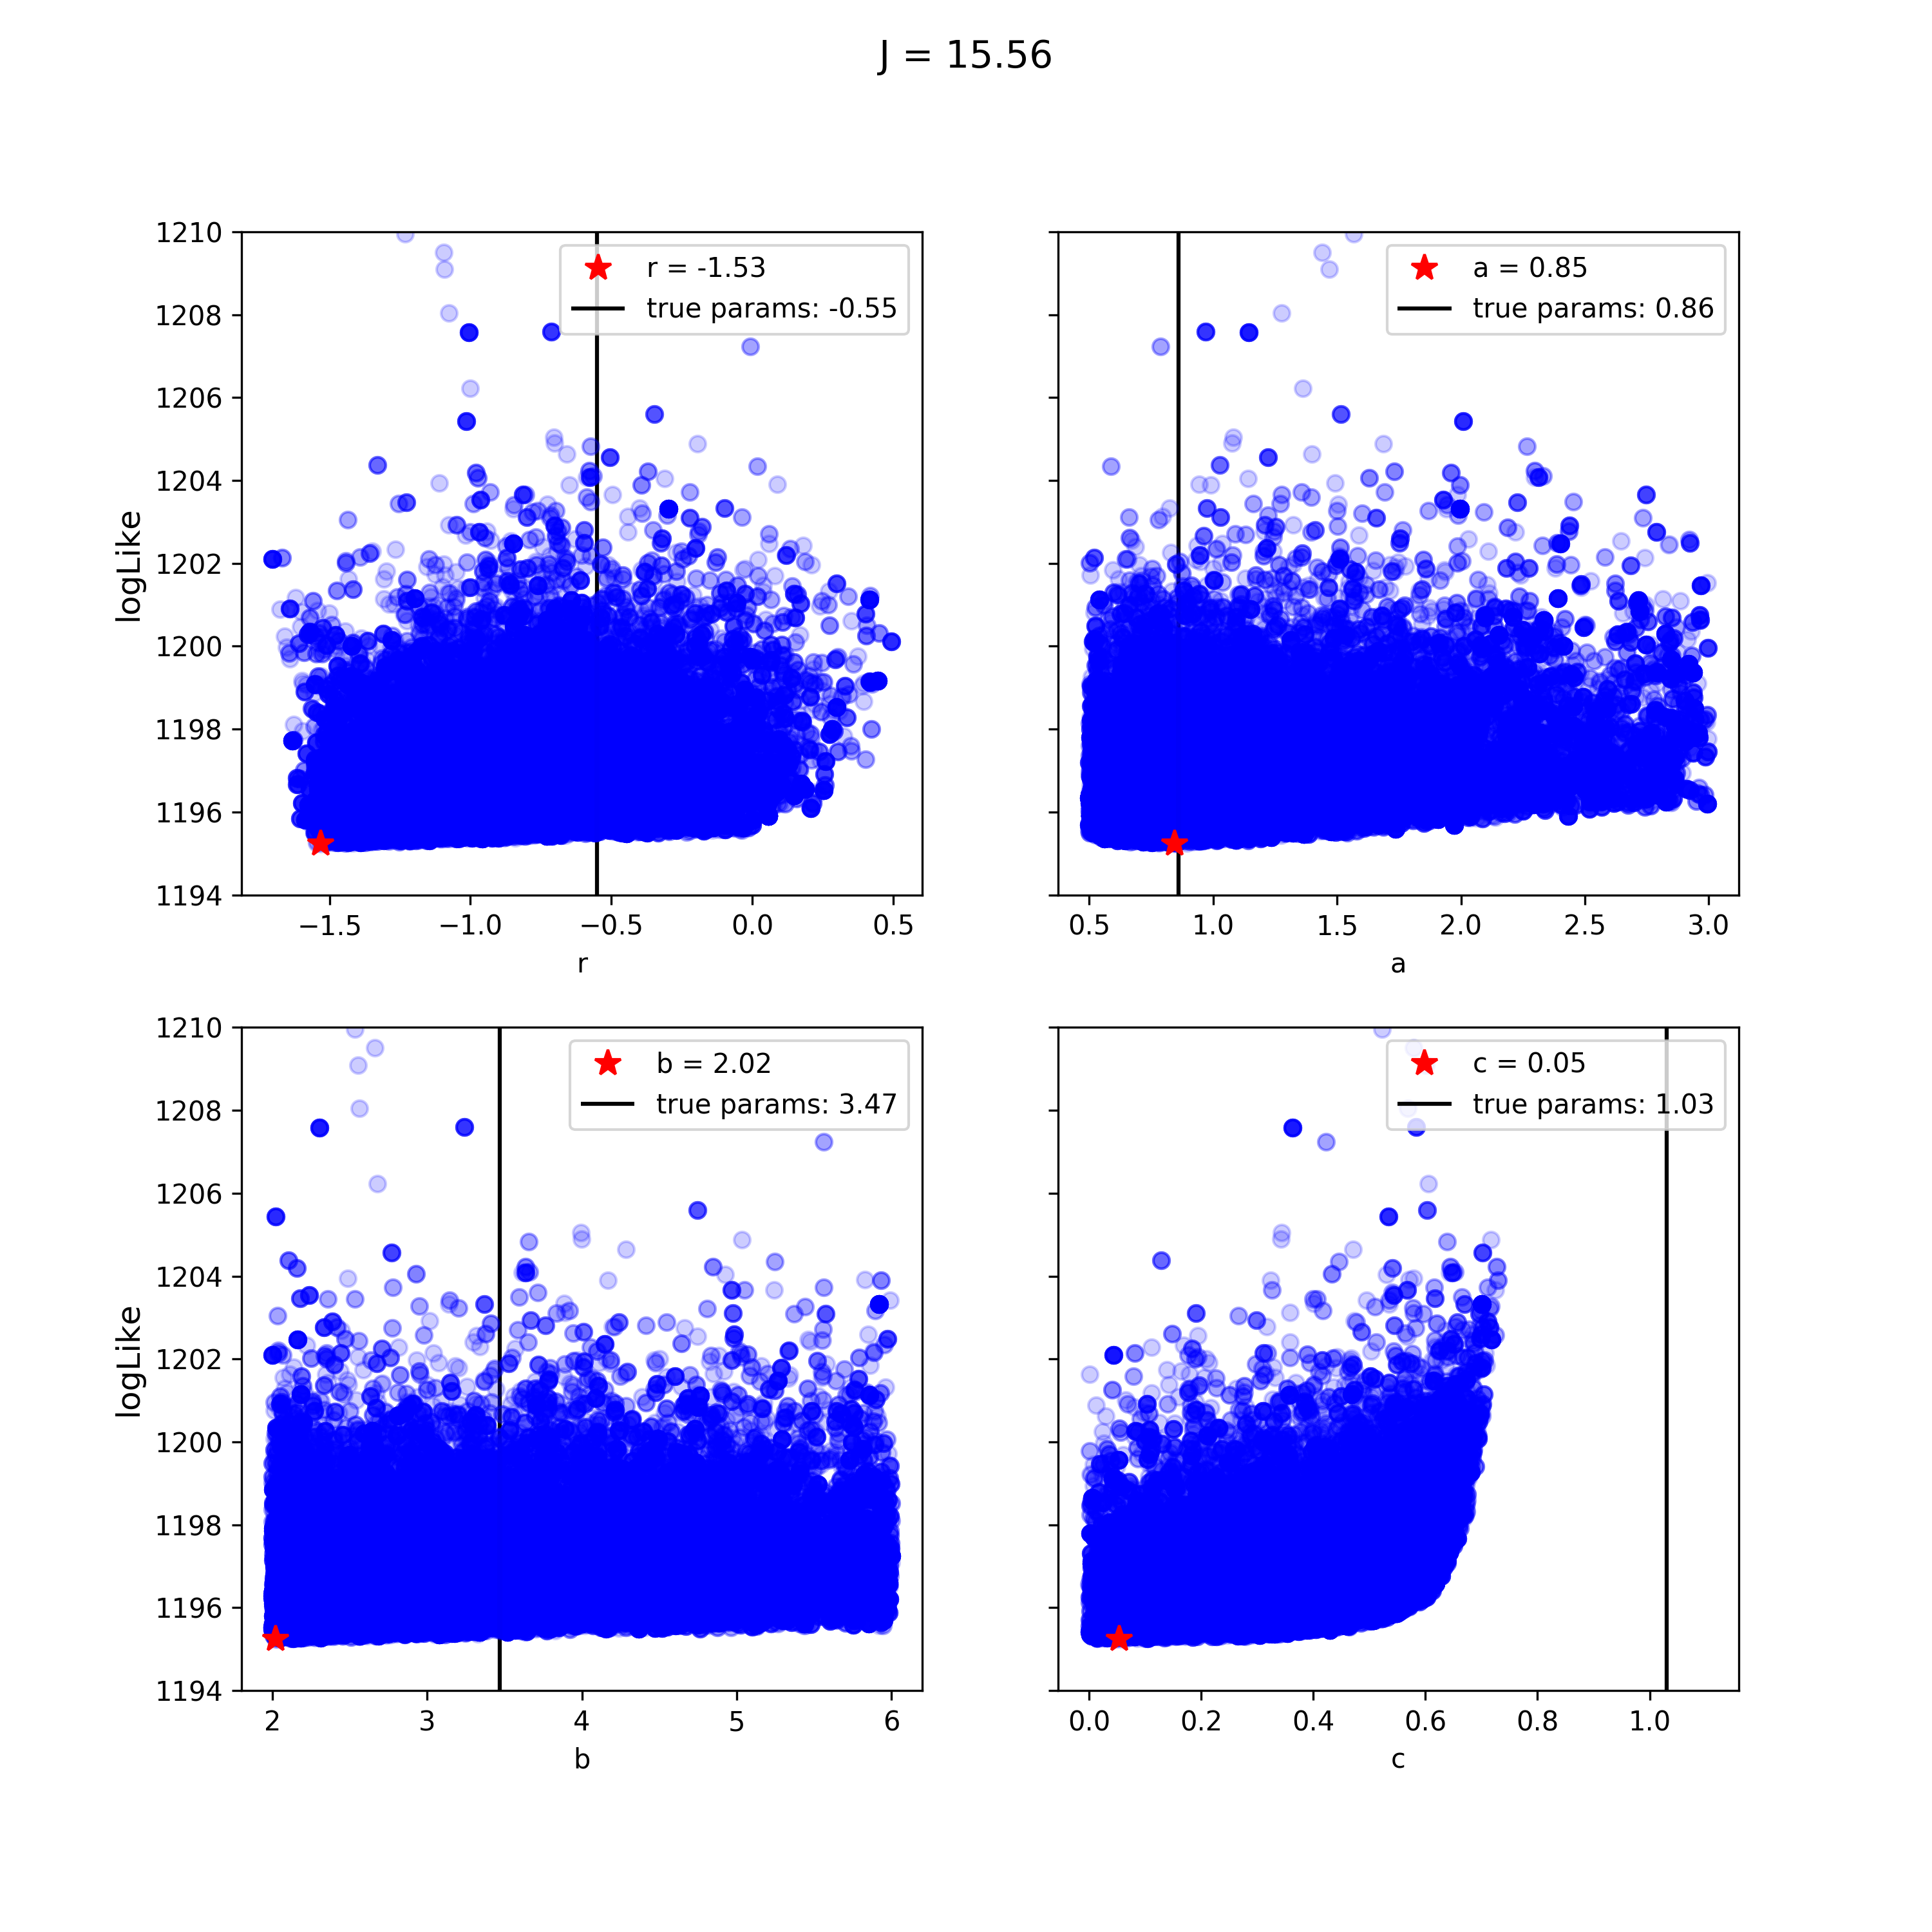 J = 15.56
1210
1208
1206
1204
1202
1200
1198
1196
1194
logLike
r = -1.53
true params: -0.55
−1.5 −1.0 −0.5 0.0 0.5
r
a = 0.85
true params: 0.86
0.5 1.0 1.5 2.0 2.5 3.0
a
1210
1208
1206
1204
1202
1200
1198
1196
1194
logLike
b = 2.02
true params: 3.47
2 3 4 5 6
b
c = 0.05
true params: 1.03
0.0 0.2 0.4 0.6 0.8 1.0
c